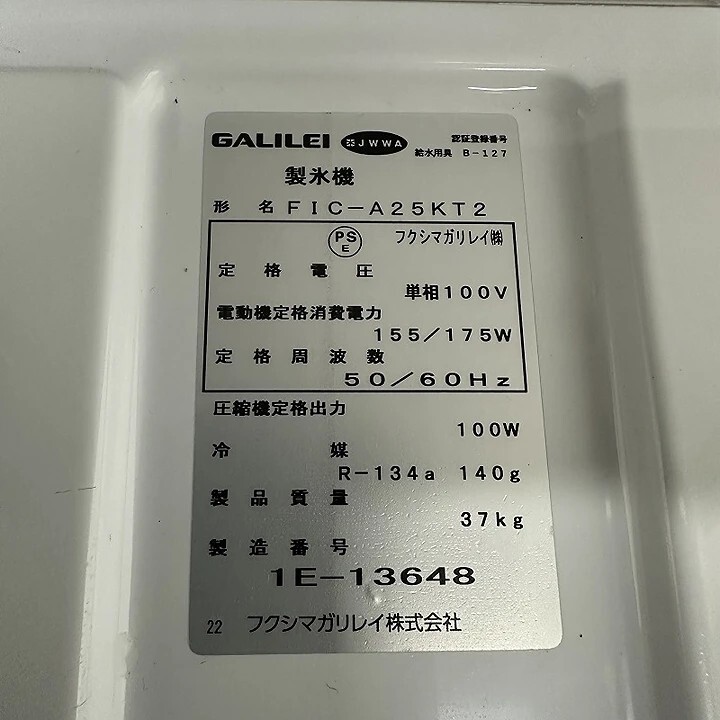 GALILEI JWWA 認証登録番号
給水用具 B-127
製氷機
形名 FIC-A25KT2
PS E フクシマガリレイ㈱
定格電圧
単相100V
電動機定格消費電力
155/175W
定格周波数
50/60Hz
圧縮機定格出力
100W
冷媒
R-134a 140g
製品質量
37kg
製造番号
1E-13648
22 フクシマガリレイ株式会社